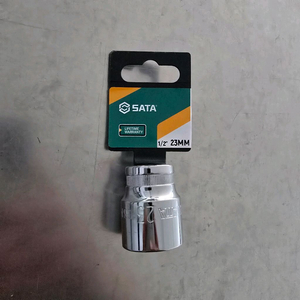 SATA
LIFETIME
WARRANTY
1/2" 23MM